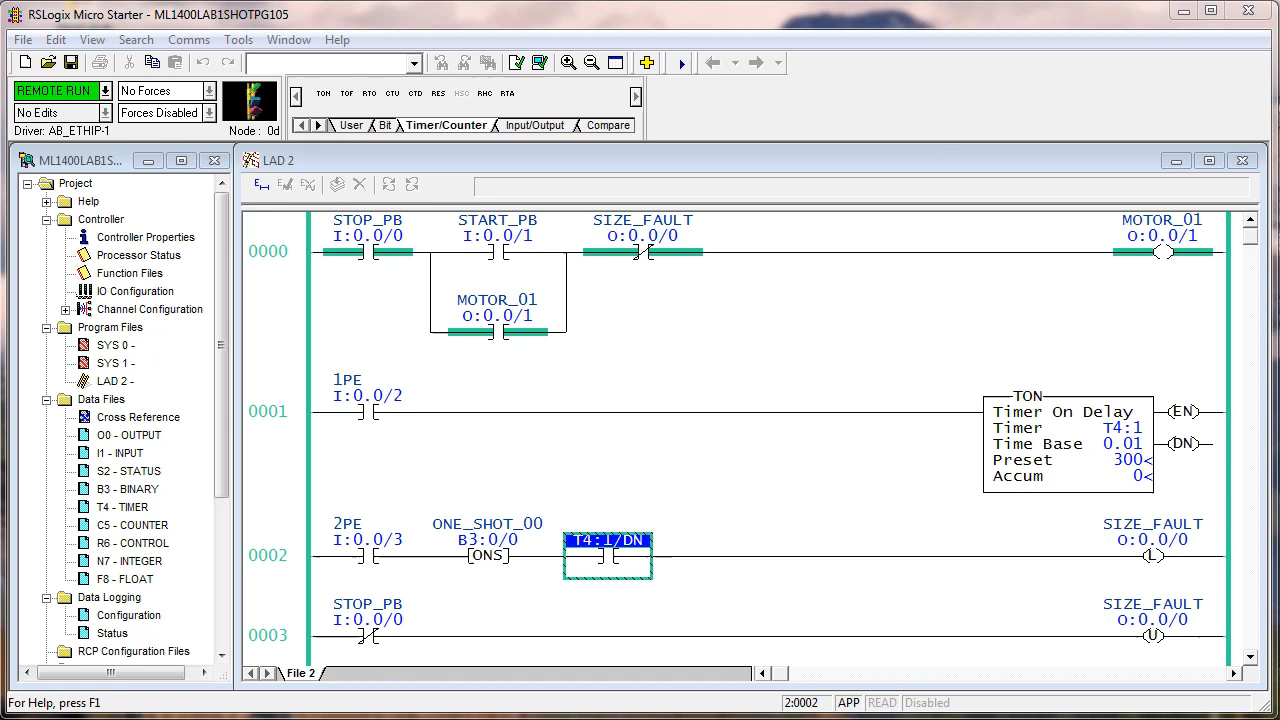 RSLogix Micro Starter - ML1400LAB1SHOTPG105
File Edit View Search Comms Tools Window Help
REMOTE RUN No Forces
No Edits Forces Disabled
Driver: AB_ETHIP-1 Node : 0d
TON TOF RTO CTU CTD RES HSC RHC RTA
User Bit Timer/Counter Input/Output Compare
ML1400LAB1S...
Project
Help
Controller
Controller Properties
Processor Status
Function Files
IO Configuration
Channel Configuration
Program Files
SYS 0 -
SYS 1 -
LAD 2 -
Data Files
Cross Reference
O0 - OUTPUT
I1 - INPUT
S2 - STATUS
B3 - BINARY
T4 - TIMER
C5 - COUNTER
R6 - CONTROL
N7 - INTEGER
F8 - FLOAT
Data Logging
Configuration
Status
RCP Configuration Files
LAD 2
STOP_PB START_PB SIZE_FAULT MOTOR_01
I:0.0/0 I:0.0/1 O:0.0/0 O:0.0/1
0000
MOTOR_01
O:0.0/1
1PE
I:0.0/2
0001
TON
Timer On Delay EN
Timer T4:1
Time Base 0.01 DN
Preset 300<
Accum 0<
2PE ONE_SHOT_00 SIZE_FAULT
I:0.0/3 B3:0/0 T4:1/DN O:0.0/0
0002 ONS L
STOP_PB SIZE_FAULT
I:0.0/0 O:0.0/0
0003 U
File 2
For Help, press F1 2:0002 APP READ Disabled